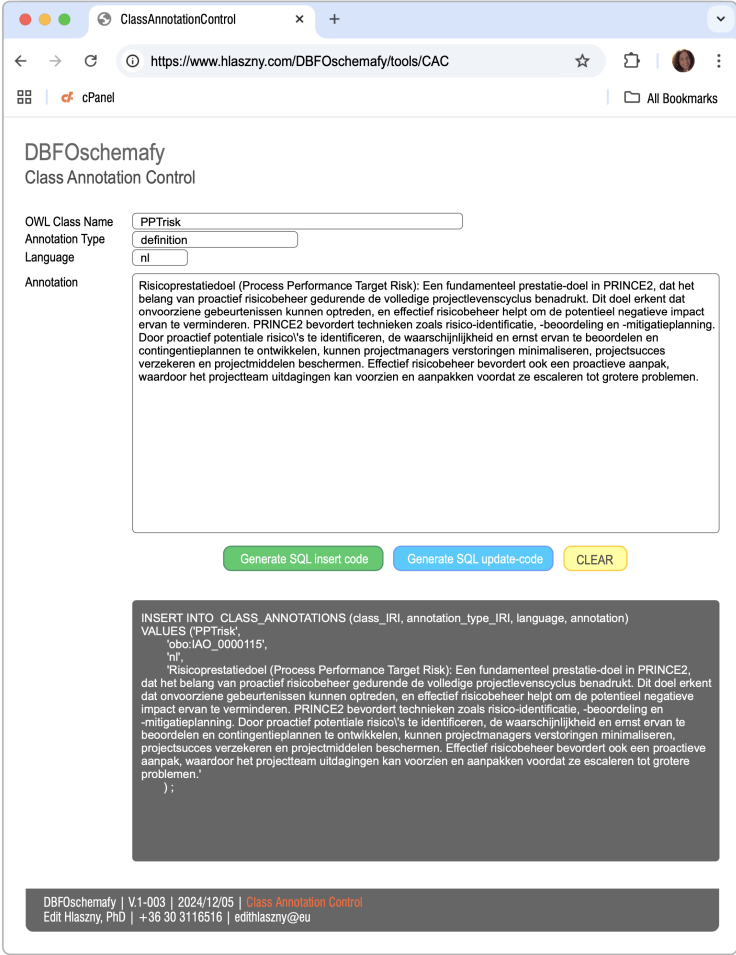 ClassAnnotationControl
https://www.hlaszny.com/DBFOschemafy/tools/CAC
cPanel
All Bookmarks
DBFOschemafy
Class Annotation Control
OWL Class Name
PPTrisk
Annotation Type
definition
Language
nl
Annotation
Risicoprestatiedoel (Process Performance Target Risk): Een fundamenteel prestatie-doel in PRINCE2, dat het
belang van proactief risicobeheer gedurende de volledige projectlevenscyclus benadrukt. Dit doel erkent dat
onvoorziene gebeurtenissen kunnen optreden, en effectief risicobeheer helpt om de potentieel negatieve impact
ervan te verminderen. PRINCE2 bevordert technieken zoals risico-identificatie, -beoordeling en -mitigatieplanning.
Door proactief potentiale risico\'s te identificeren, de waarschijnlijkheid en ernst ervan te beoordelen en
contingentieplannen te ontwikkelen, kunnen projectmanagers verstoringen minimaliseren, projectsucces
verzekeren en projectmiddelen beschermen. Effectief risicobeheer bevordert ook een proactieve aanpak,
waardoor het projectteam uitdagingen kan voorzien en aanpakken voordat ze escaleren tot grotere problemen.
Generate SQL insert code
Generate SQL update-code
CLEAR
INSERT INTO CLASS_ANNOTATIONS (class_IRI, annotation_type_IRI, language, annotation)
VALUES ('PPTrisk',
'obo:IAO_0000115',
'nl',
'Risicoprestatiedoel (Process Performance Target Risk): Een fundamenteel prestatie-doel in PRINCE2,
dat het belang van proactief risicobeheer gedurende de volledige projectlevenscyclus benadrukt. Dit doel erkent
dat onvoorziene gebeurtenissen kunnen optreden, en effectief risicobeheer helpt om de potentieel negatieve
impact ervan te verminderen. PRINCE2 bevordert technieken zoals risico-identificatie, -beoordeling en
-mitigatieplanning. Door proactief potentiale risico\'s te identificeren, de waarschijnlijkheid en ernst ervan te
beoordelen en contingentieplannen te ontwikkelen, kunnen projectmanagers verstoringen minimaliseren,
projectsucces verzekeren en projectmiddelen beschermen. Effectief risicobeheer bevordert ook een proactieve
aanpak, waardoor het projectteam uitdagingen kan voorzien en aanpakken voordat ze escaleren tot grotere
problemen.'
) ;
DBFOschemafy | V.1-003 | 2024/12/05 | Class Annotation Control
Edit Hlaszny, PhD | +36 30 3116516 | edithlaszny@eu